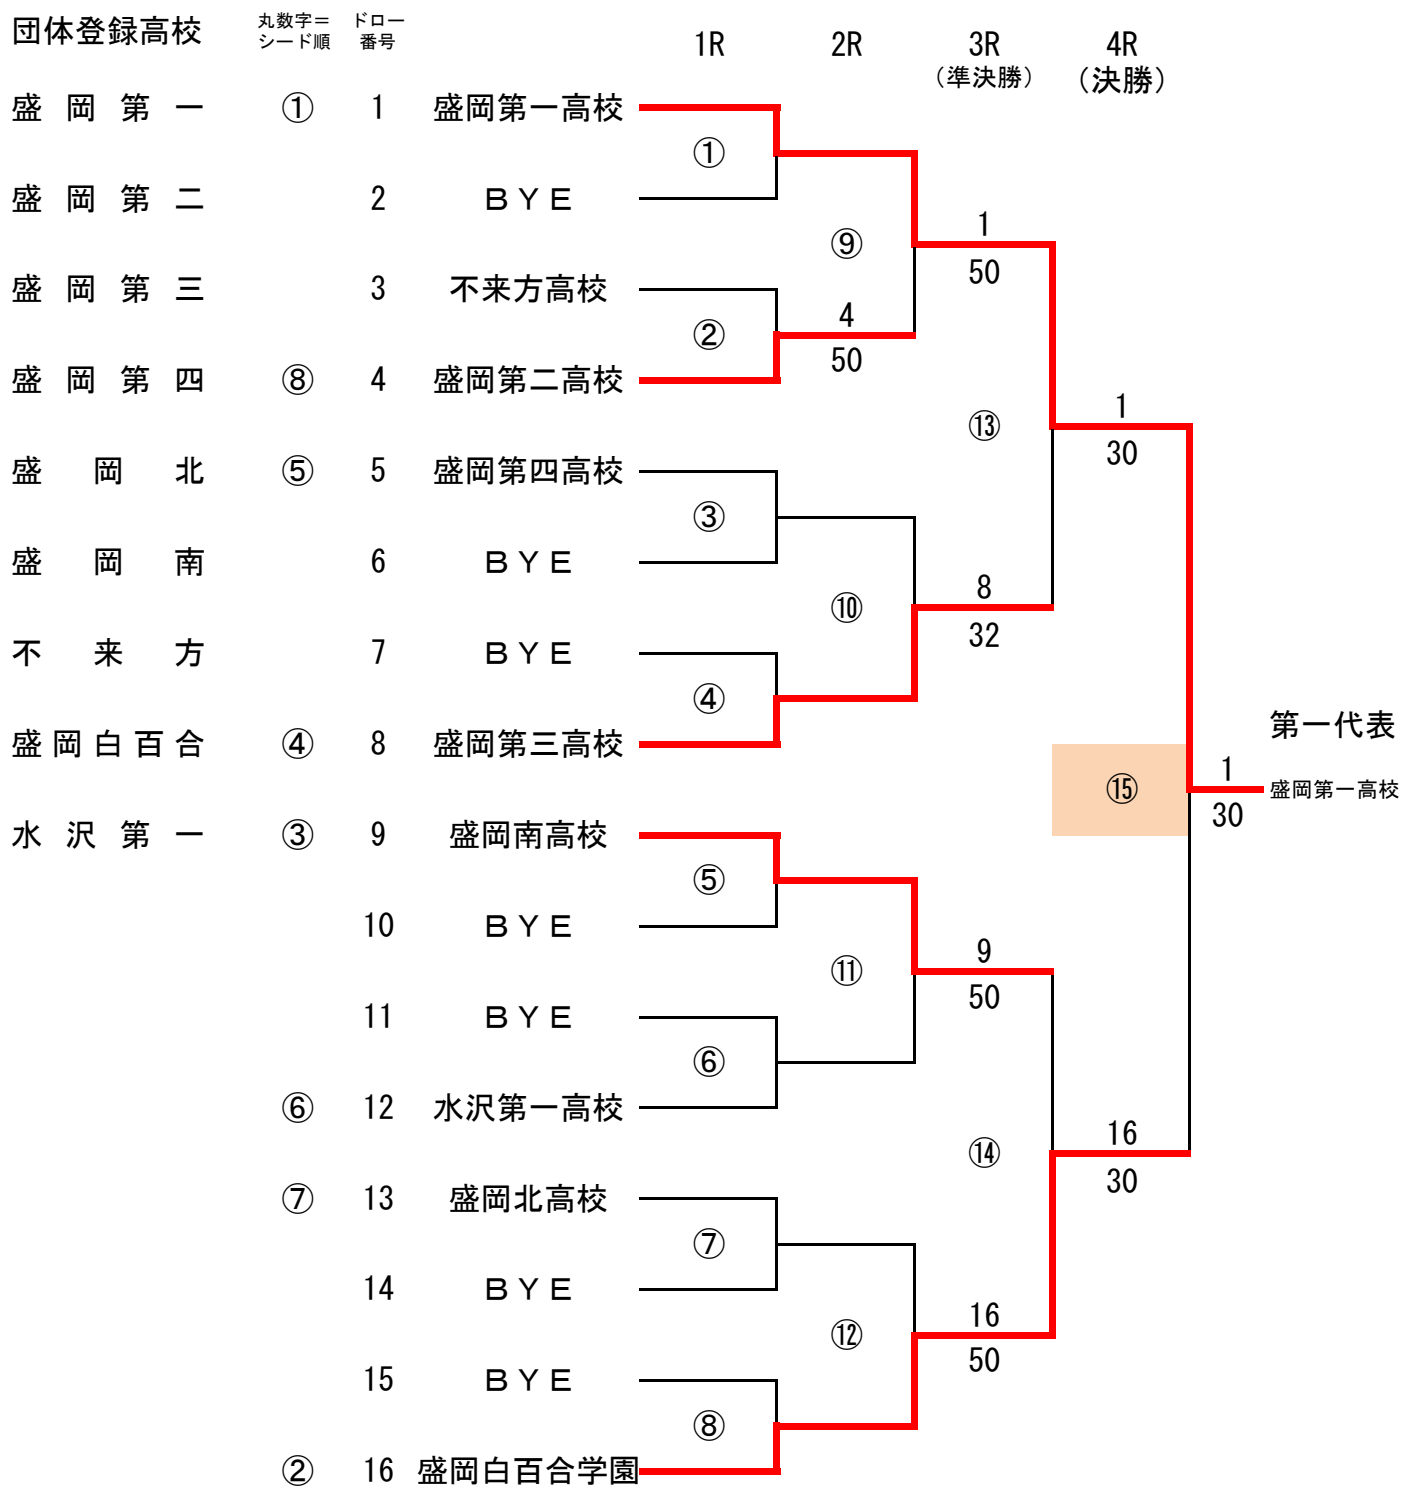 団体登録高校 丸数字＝シード順 ドロー番号 1R 2R 3R（準決勝） 4R（決勝）
盛岡第一 ① 1 盛岡第一高校
①
盛岡第二 2 ＢＹＥ
⑨ 1
50
盛岡第三 3 不来方高校
② 4
50
盛岡第四 ⑧ 4 盛岡第二高校
⑬ 1
30
盛岡北 ⑤ 5 盛岡第四高校
③
盛岡南 6 ＢＹＥ
⑩ 8
32
不来方 7 ＢＹＥ
④
第一代表
盛岡白百合 ④ 8 盛岡第三高校
⑮ 1 盛岡第一高校
30
水沢第一 ③ 9 盛岡南高校
⑤
10 ＢＹＥ
⑪ 9
50
11 ＢＹＥ
⑥
⑥ 12 水沢第一高校
⑭ 16
30
⑦ 13 盛岡北高校
⑦
14 ＢＹＥ
⑫ 16
50
15 ＢＹＥ
⑧
② 16 盛岡白百合学園